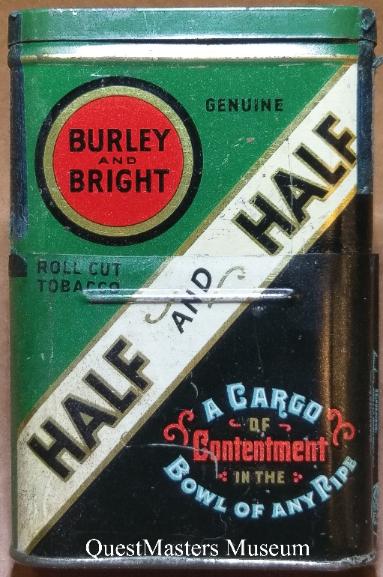 GENUINE
BURLEY
AND
BRIGHT
ROLL CUT
TOBACCO
HALF AND HALF
A CARGO
OF
Contentment
IN THE
BOWL OF ANY PIPE
QuestMasters Museum